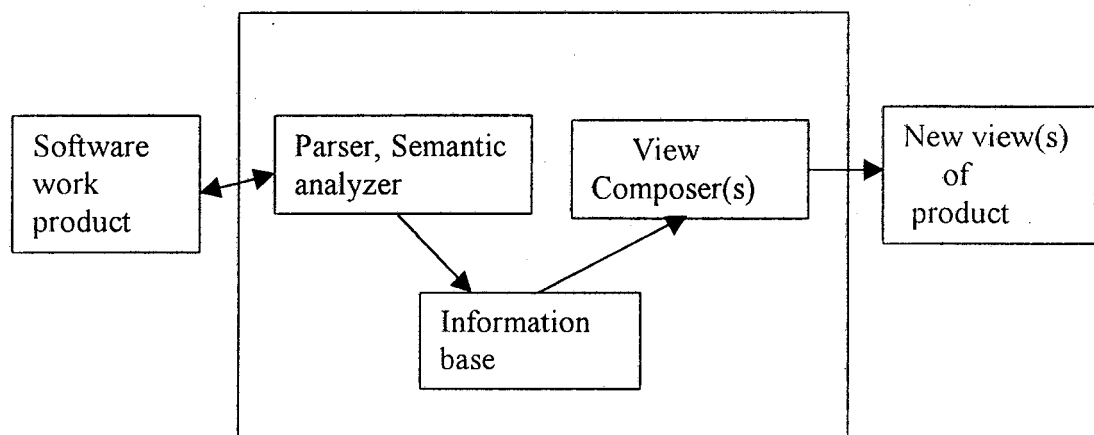 Software
work
product
Parser, Semantic
analyzer
Information
base
View
Composer(s)
New view(s)
of
product